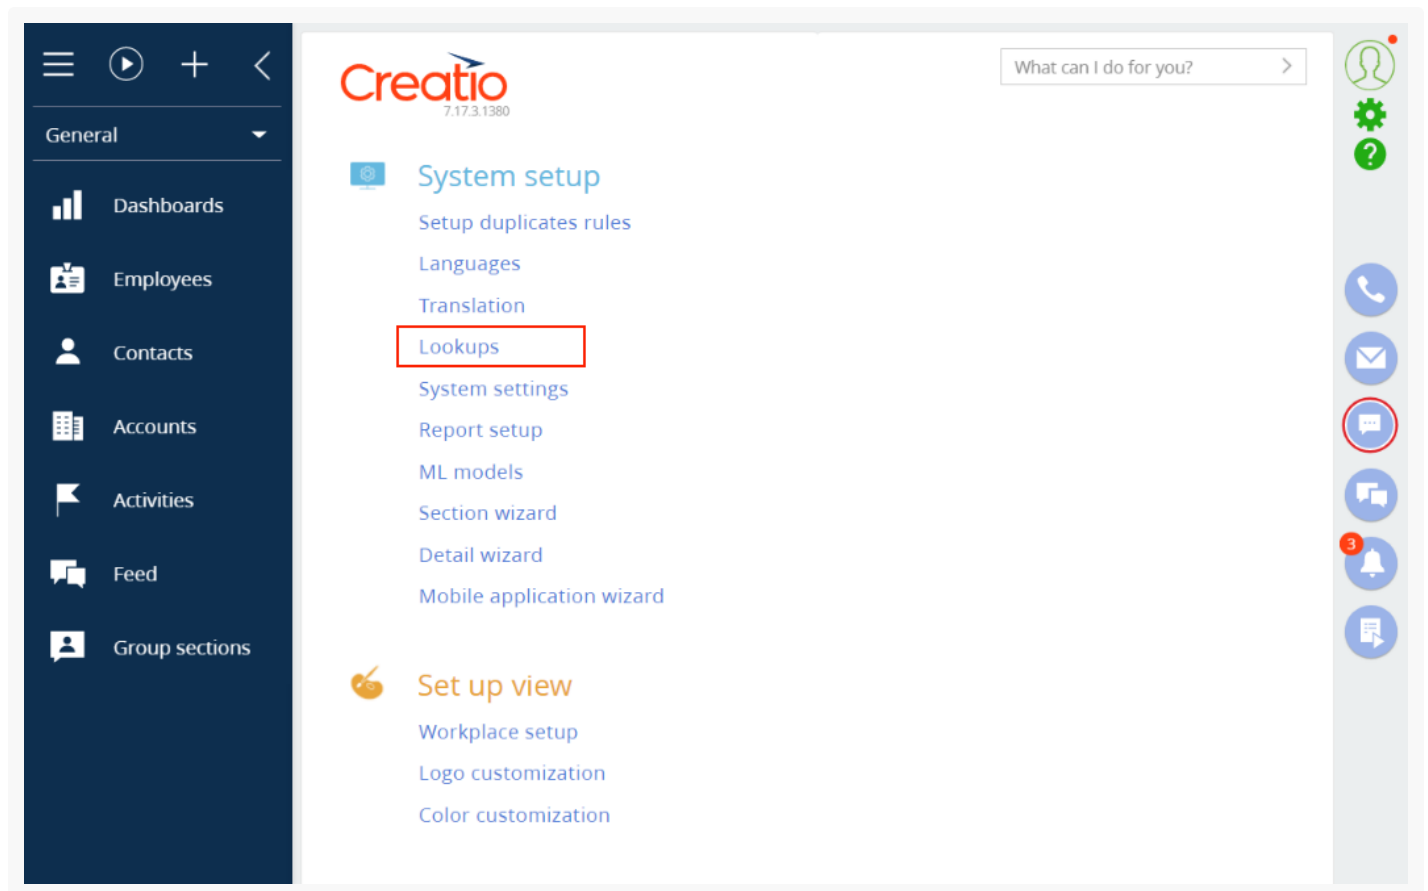 General
Dashboards
Employees
Contacts
Accounts
Activities
Feed
Group sections
Creatio
7.17.3.1380
What can I do for you?
System setup
Setup duplicates rules
Languages
Translation
Lookups
System settings
Report setup
ML models
Section wizard
Detail wizard
Mobile application wizard
Set up view
Workplace setup
Logo customization
Color customization
?
3